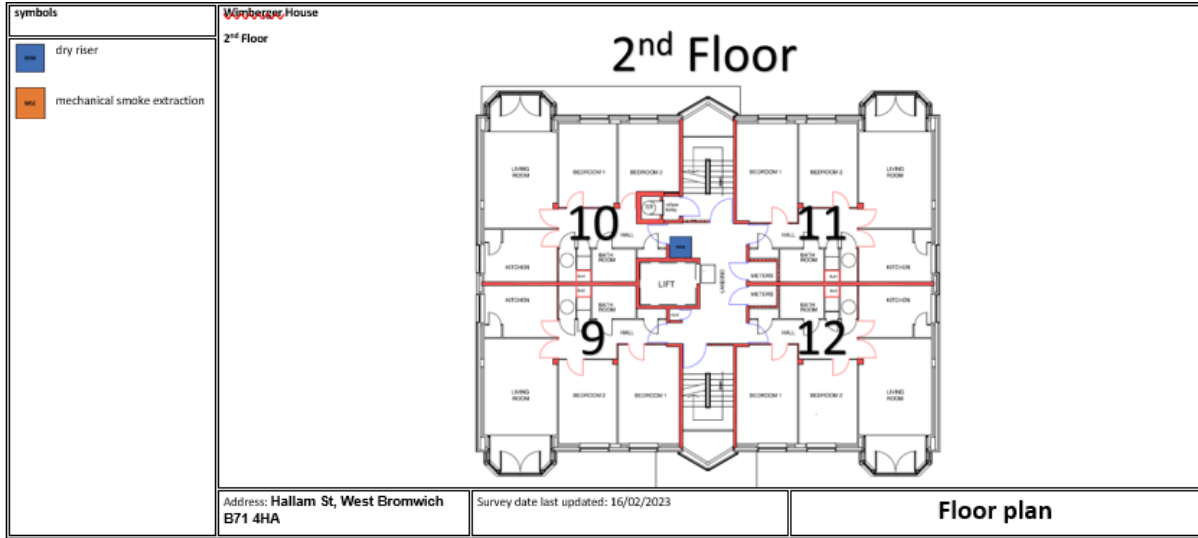 symbols
dry riser
mechanical smoke extraction
Wimberger House
2nd Floor
2nd Floor
LIVING
ROOM
BEDROOM 1
BEDROOM 2
BEDROOM 1
BEDROOM 2
LIVING
ROOM
10
HALL
11
HALL
KITCHEN
BATH
ROOM
BATH
ROOM
KITCHEN
LIFT
LANDING
METERS
METERS
KITCHEN
BATH
ROOM
BATH
ROOM
KITCHEN
9
HALL
12
HALL
LIVING
ROOM
BEDROOM 2
BEDROOM 1
BEDROOM 1
BEDROOM 2
LIVING
ROOM
Address: Hallam St, West Bromwich
B71 4HA
Survey date last updated: 16/02/2023
Floor plan